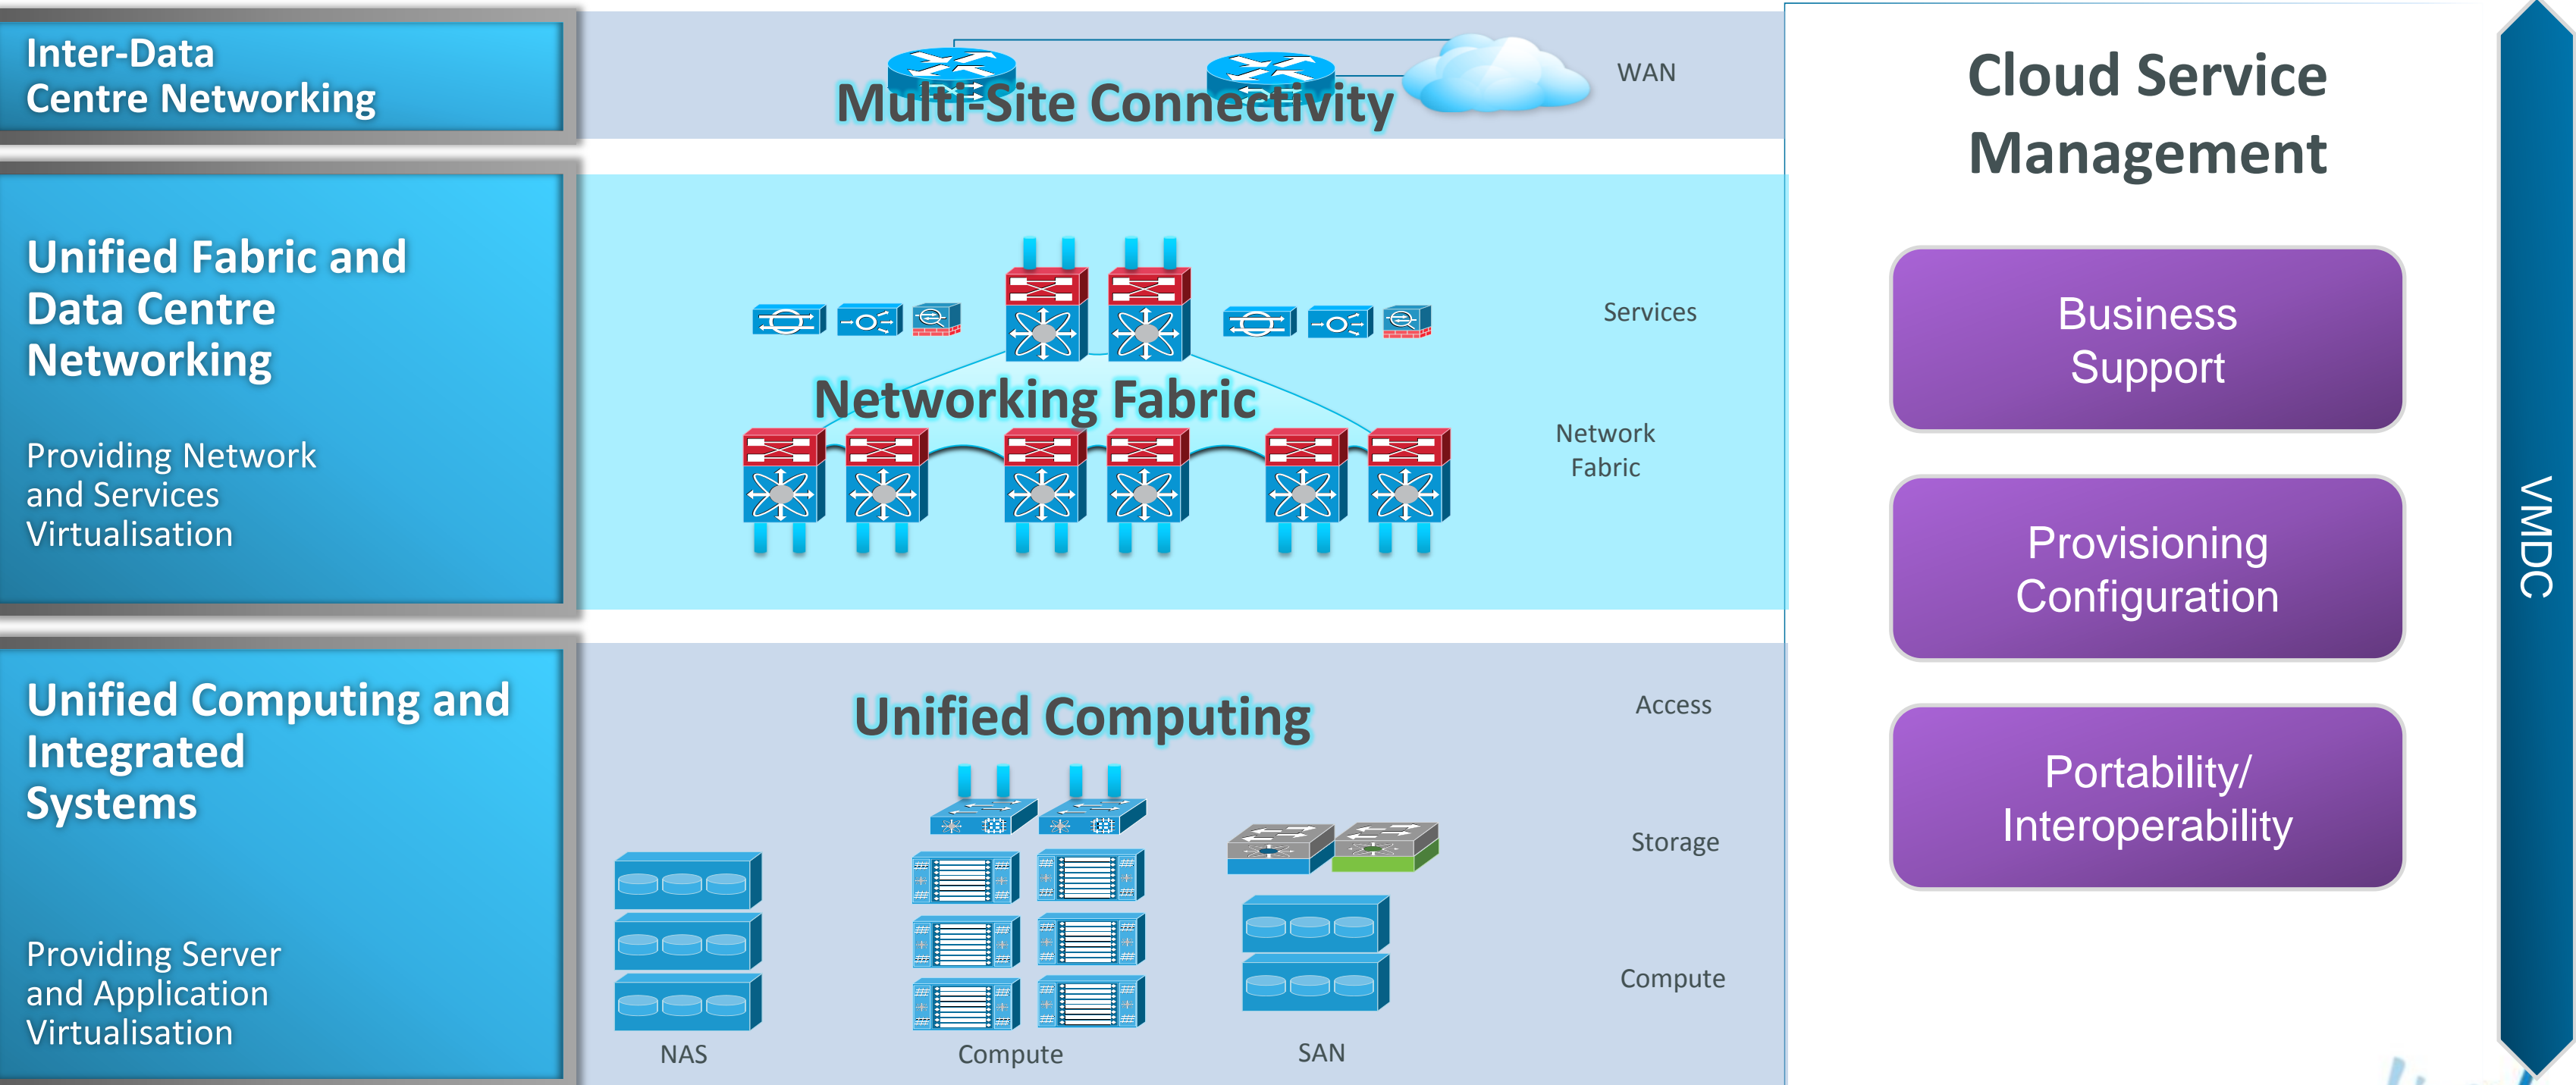 Inter-Data
Centre Networking
Multi-Site Connectivity
WAN
Unified Fabric and
Data Centre
Networking
Providing Network
and Services
Virtualisation
Services
Networking Fabric
Network
Fabric
Unified Computing and
Integrated
Systems
Providing Server
and Application
Virtualisation
Unified Computing
Access
Storage
Compute
NAS
Compute
SAN
Cloud Service
Management
Business
Support
Provisioning
Configuration
Portability/
Interoperability
VMDC